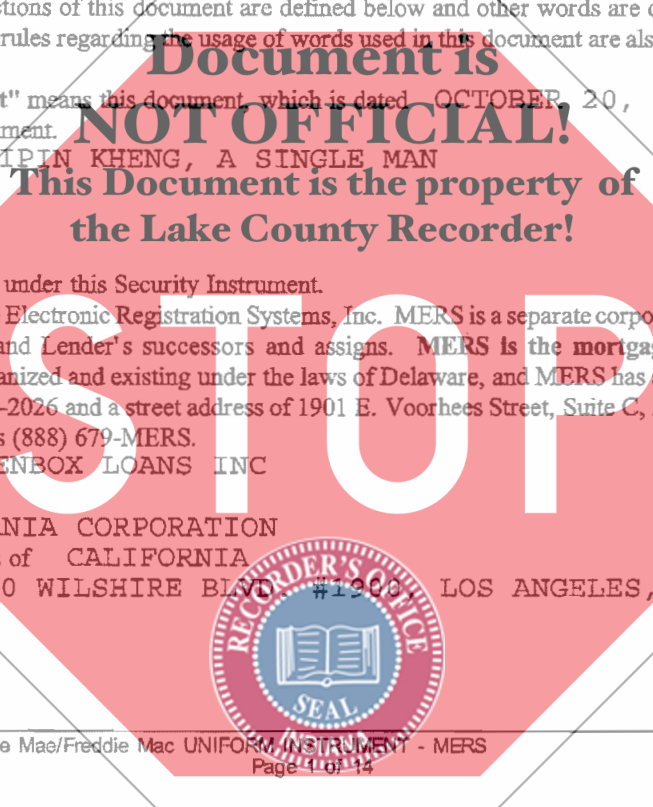 tions of this document are defined below and other words are
rules regarding the usage of words used in this document are als
Document is
t" means this document, which is dated OCTOBER 20,
ment.
NOT OFFICIAL!
IPIN KHENG, A SINGLE MAN
This Document is the property of
the Lake County Recorder!
under this Security Instrument.
Electronic Registration Systems, Inc. MERS is a separate corpo
and Lender's successors and assigns. MERS is the mortga
anized and existing under the laws of Delaware, and MERS has
-2026 and a street address of 1901 E. Voorhees Street, Suite C,
s (888) 679-MERS.
ENBOX LOANS INC
STOP
NIA CORPORATION
of CALIFORNIA
0 WILSHIRE BLVD. #1900, LOS ANGELES,
RECORDER'S OFFICE
SEAL
INDIANA
e Mae/Freddie Mac UNIFORM INSTRUMENT - MERS
Page 1 of 14